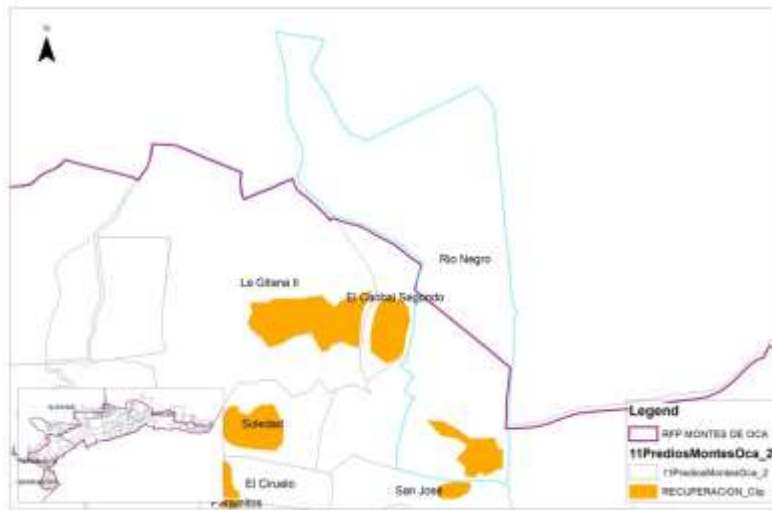 Rio Negro
La Gitana II
El Caobal Segundo
Soledad
El Ciruelo
San Jose
Legend
RFP MONTES DE OCA
11PrediosMontesOca_2
11PrediosMontesOca_2
RECUPERACION_Clip